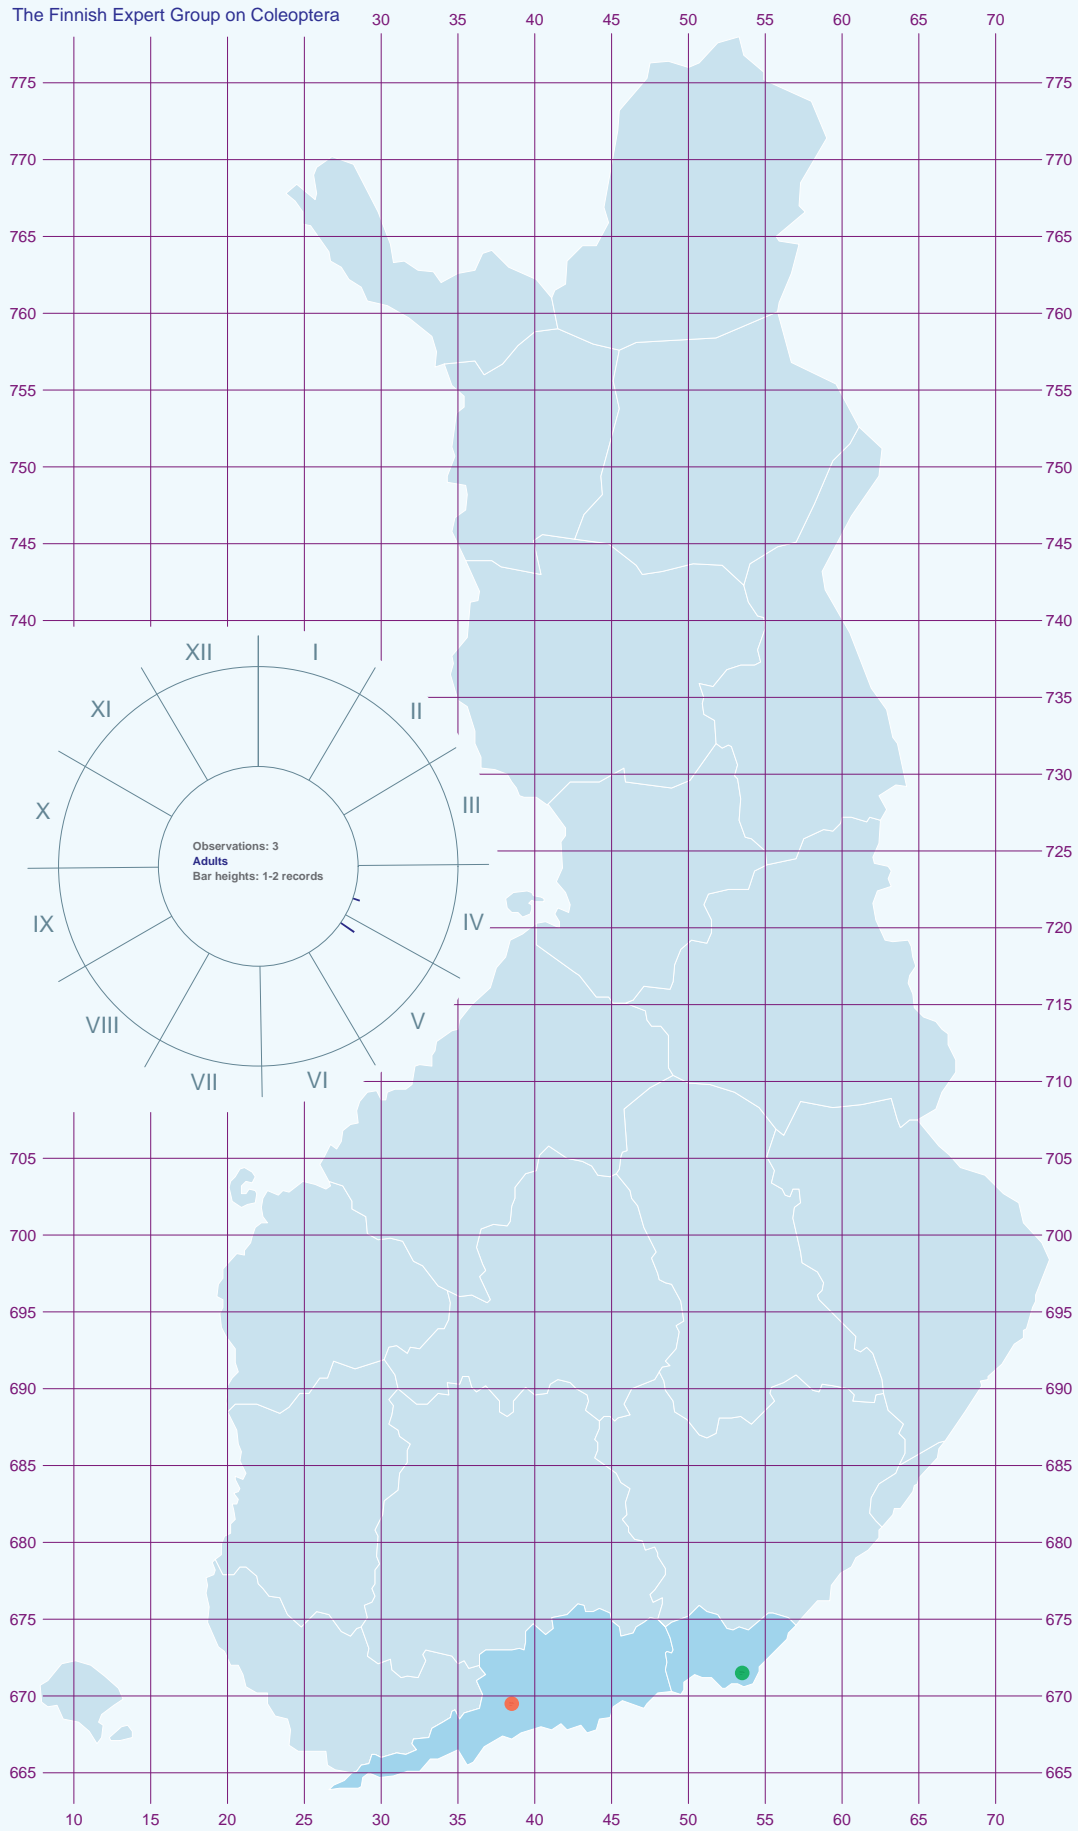 The Finnish Expert Group on Coleoptera
30 35 40 45 50 55 60 65 70
775 775
770 770
765 765
760 760
755 755
750 750
745 745
740 740
XII I
XI II
735
730
X III
Observations: 3
725
Adults
Bar heights: 1-2 records
IX IV 720
715
VIII V
VII VI 710
705 705
700 700
695 695
690 690
685 685
680 680
675 675
670 670
665 665
10 15 20 25 30 35 40 45 50 55 60 65 70